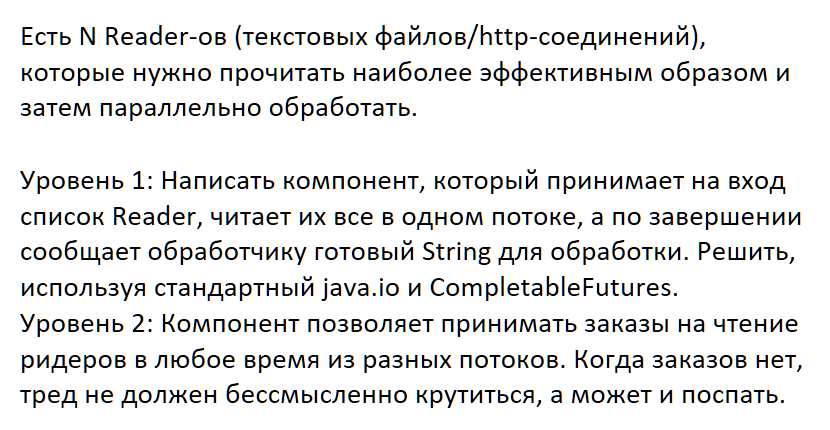 Есть N Reader-ов (текстовых файлов/http-соединений),
которые нужно прочитать наиболее эффективным образом и
затем параллельно обработать.
Уровень 1: Написать компонент, который принимает на вход
список Reader, читает их все в одном потоке, а по завершении
сообщает обработчику готовый String для обработки. Решить,
используя стандартный java.io и CompletableFutures.
Уровень 2: Компонент позволяет принимать заказы на чтение
ридеров в любое время из разных потоков. Когда заказов нет,
тред не должен бессмысленно крутиться, а может и поспать.